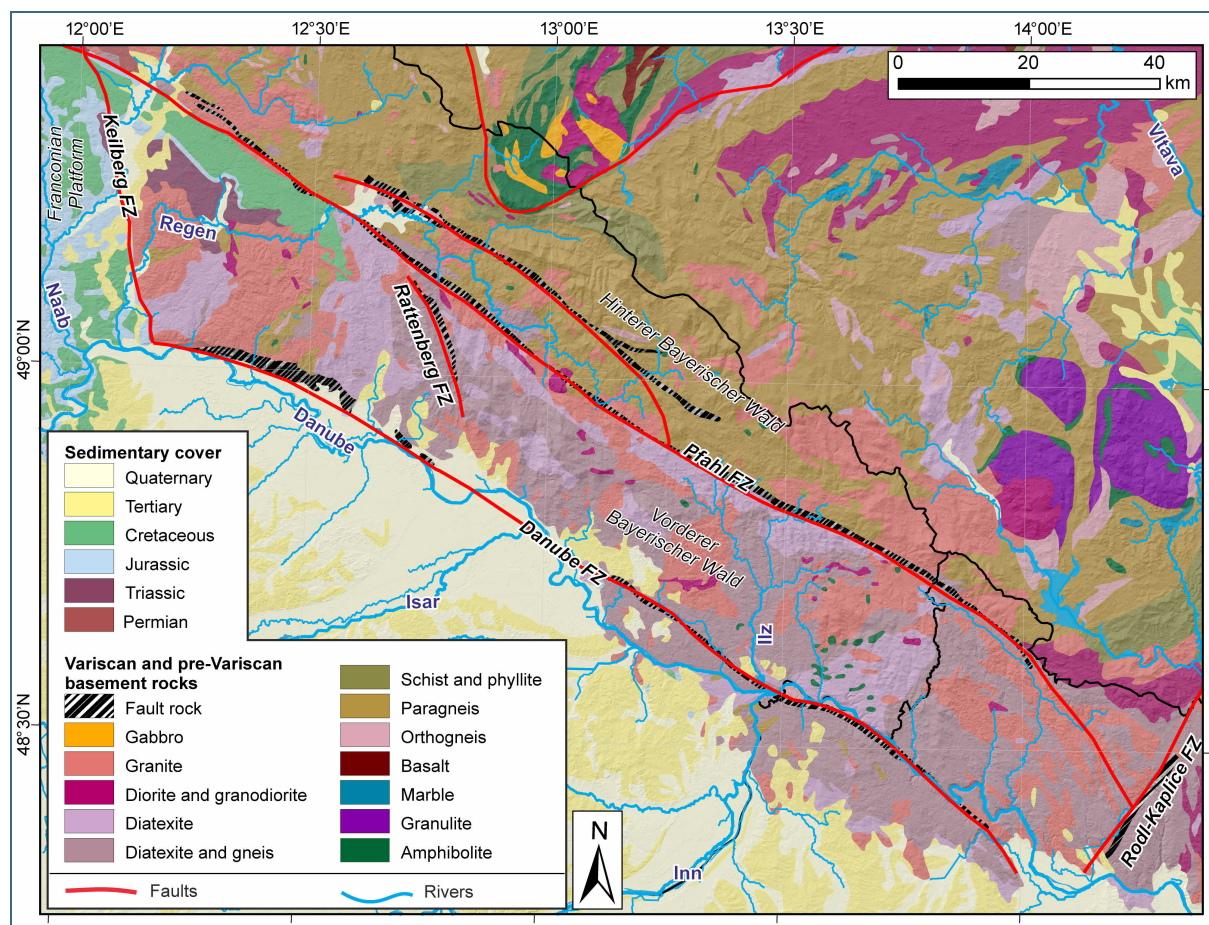 12°00'E
12°30'E
13°00'E
13°30'E
14°00'E
0
20
40
km
Franconian
Platform
Keilberg FZ
Regen
Naab
Vltava
49°00'N
Rattenberg FZ
Hinterer Bayerischer Wald
Danube
Pfahl FZ
Vorderer
Bayerischer Wald
Danube FZ
Isar
Ilz
48°30'N
Inn
Rodl-Kaplice FZ
N
Sedimentary cover
Quaternary
Tertiary
Cretaceous
Jurassic
Triassic
Permian
Variscan and pre-Variscan
basement rocks
Fault rock
Gabbro
Granite
Diorite and granodiorite
Diatexite
Diatexite and gneis
Schist and phyllite
Paragneis
Orthogneis
Basalt
Marble
Granulite
Amphibolite
Faults
Rivers